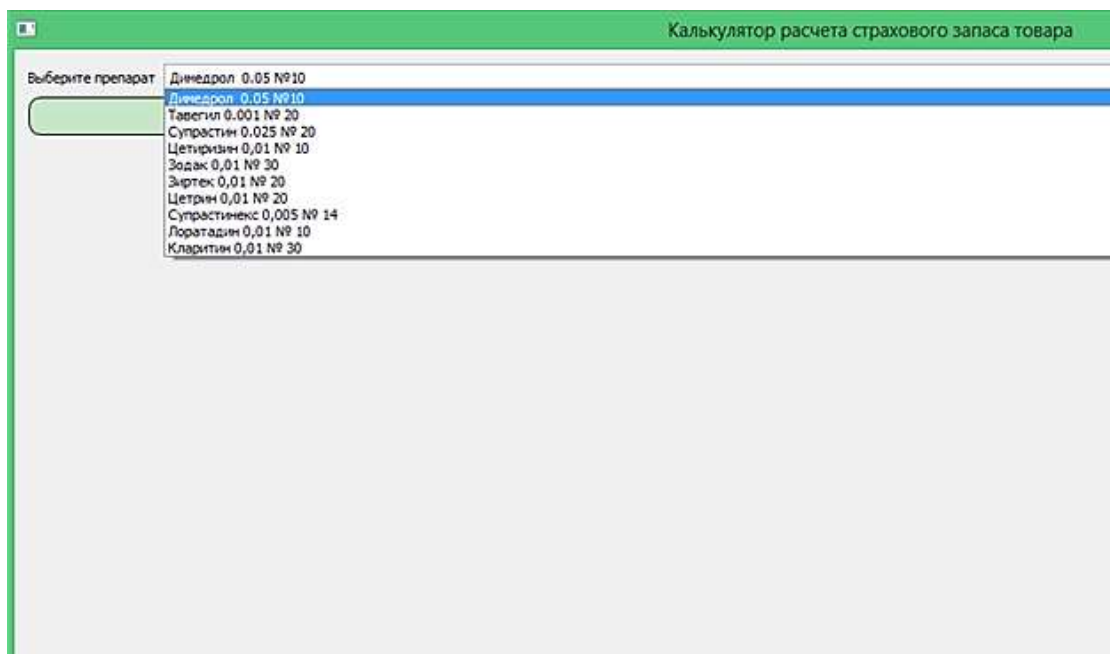 Калькулятор расчета страхового запаса товара
Выберите препарат Димедрол 0.05 №10
Димедрол 0.05 №10
Тавегил 0.001 № 20
Супрастин 0.025 № 20
Цетиризин 0,01 № 10
Зодак 0,01 № 30
Зиртек 0,01 № 20
Цетрин 0,01 № 20
Супрастинекс 0,005 № 14
Лоратадин 0,01 № 10
Кларитин 0,01 № 30